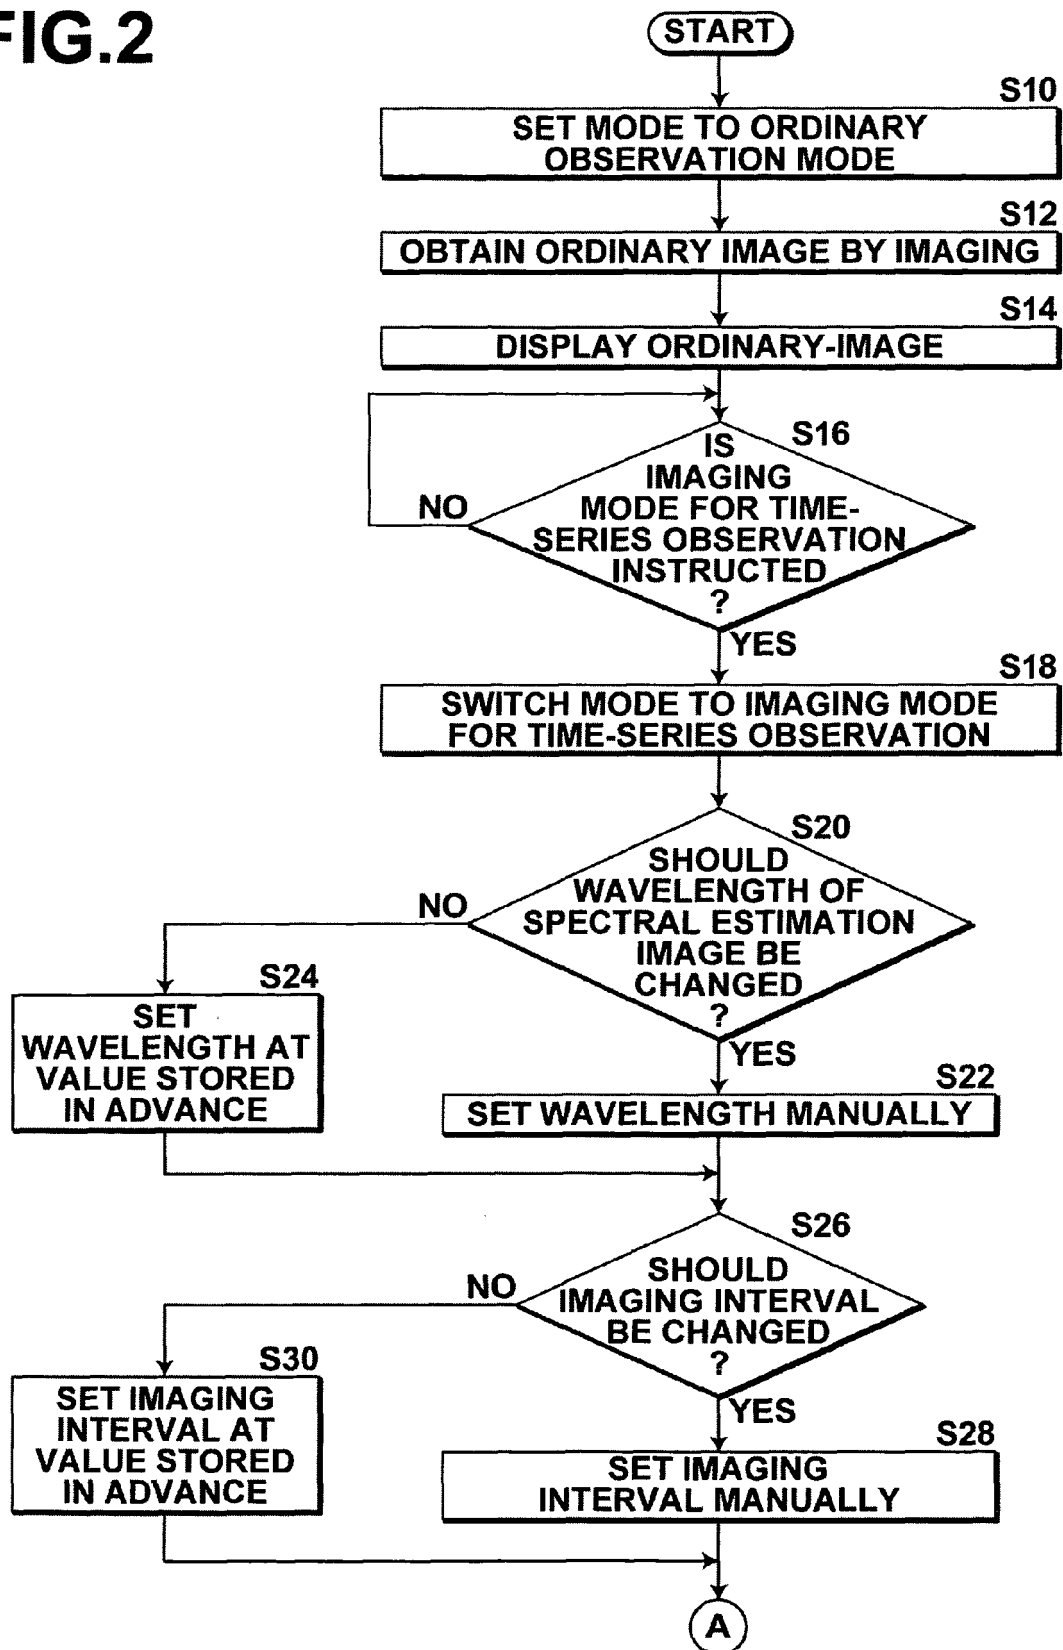 FIG.2
START
S10
SET MODE TO ORDINARY
OBSERVATION MODE
S12
OBTAIN ORDINARY IMAGE BY IMAGING
S14
DISPLAY ORDINARY-IMAGE
S16
IS
IMAGING
MODE FOR TIME-
SERIES OBSERVATION
INSTRUCTED
?
NO
YES
S18
SWITCH MODE TO IMAGING MODE
FOR TIME-SERIES OBSERVATION
S20
SHOULD
WAVELENGTH OF
SPECTRAL ESTIMATION
IMAGE BE
CHANGED
?
NO
YES
S24
SET
WAVELENGTH AT
VALUE STORED
IN ADVANCE
S22
SET WAVELENGTH MANUALLY
S26
SHOULD
IMAGING INTERVAL
BE CHANGED
?
NO
YES
S30
SET IMAGING
INTERVAL AT
VALUE STORED
IN ADVANCE
S28
SET IMAGING
INTERVAL MANUALLY
A